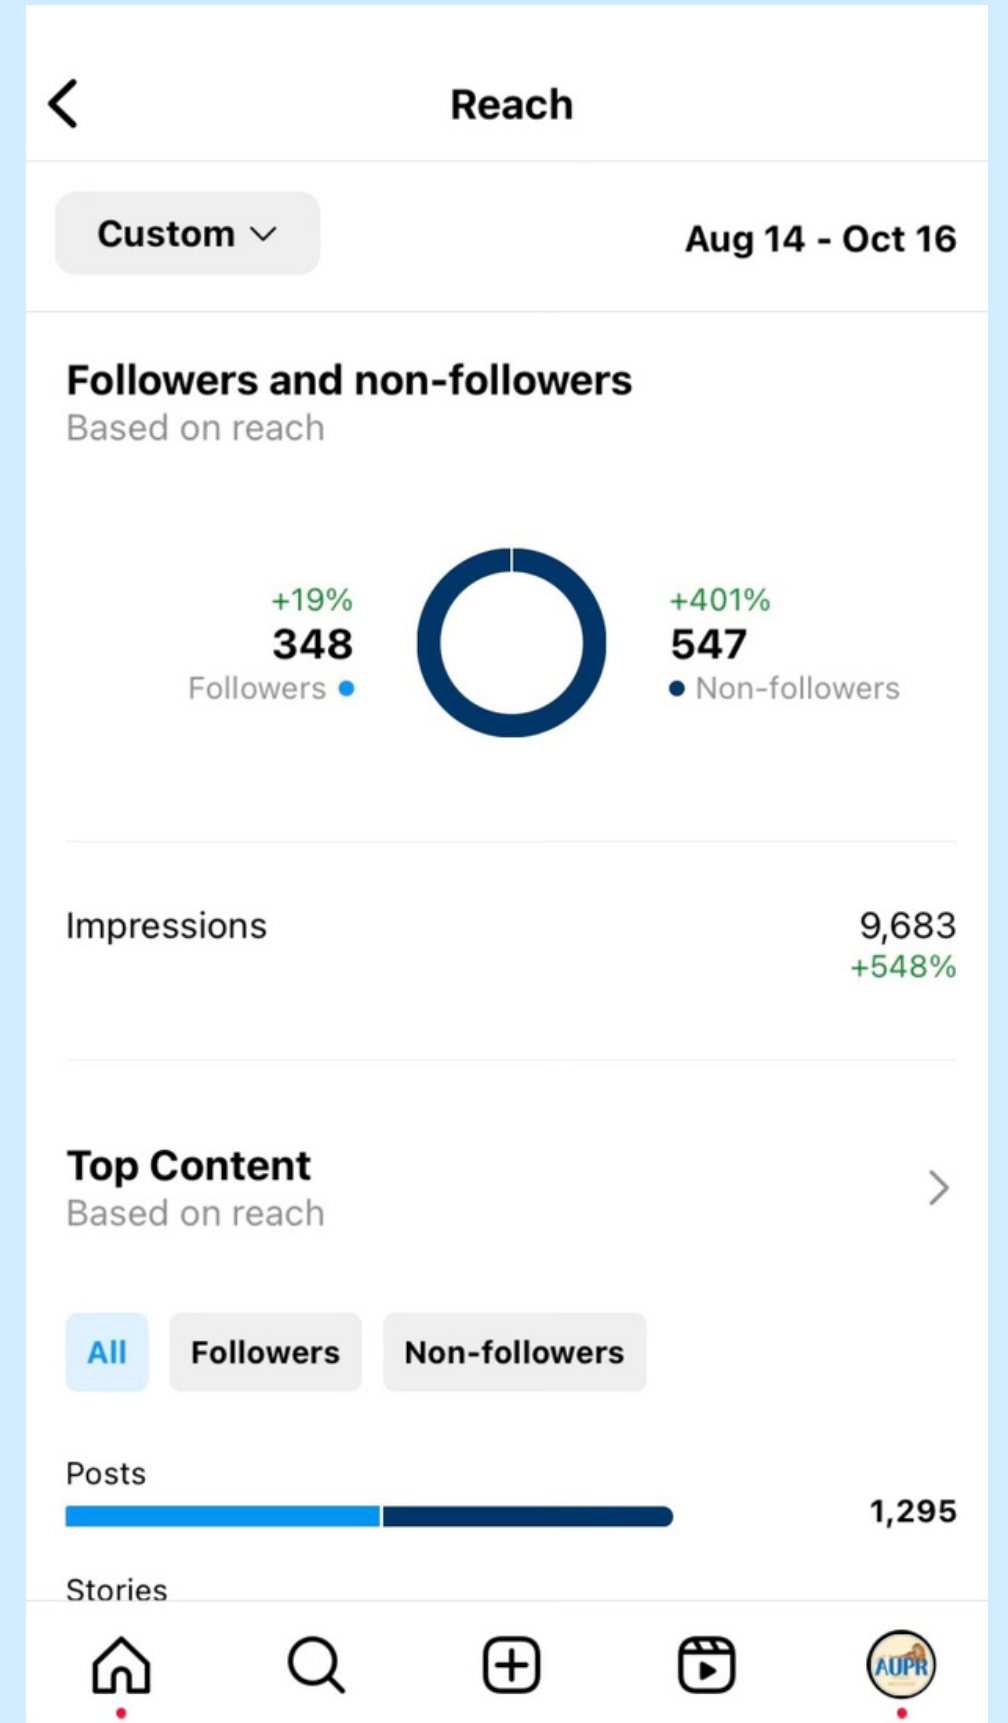 Reach
Custom
Aug 14 - Oct 16
Followers and non-followers
Based on reach
+19%
348
Followers
+401%
547
Non-followers
Impressions
9,683
+548%
Top Content
Based on reach
All
Followers
Non-followers
Posts
1,295
Stories
AUPR